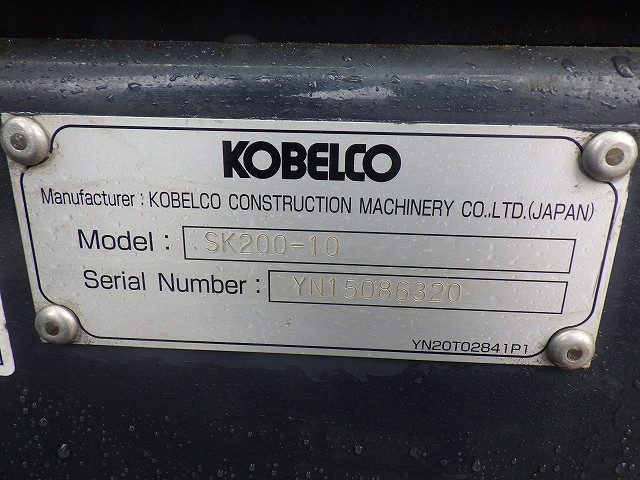 KOBELCO
Manufacturer : KOBELCO CONSTRUCTION MACHINERY CO.,LTD.(JAPAN)
Model : SK200-10
Serial Number : YN15086320
YN20T02841P1